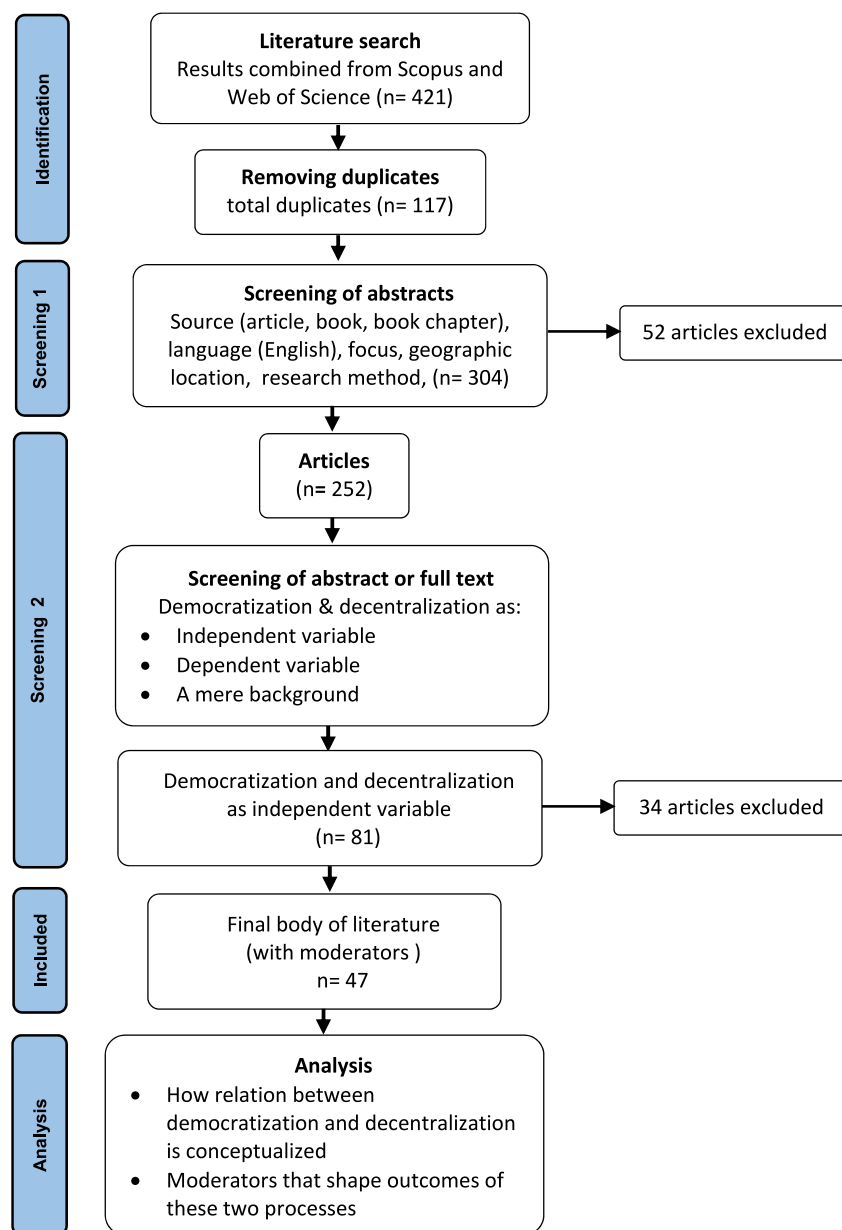 Identification
Literature search
Results combined from Scopus and
Web of Science (n= 421)
Removing duplicates
total duplicates (n= 117)
Screening 1
Screening of abstracts
Source (article, book, book chapter),
language (English), focus, geographic
location, research method, (n= 304)
52 articles excluded
Screening 2
Articles
(n= 252)
Screening of abstract or full text
Democratization & decentralization as:
• Independent variable
• Dependent variable
• A mere background
Democratization and decentralization
as independent variable
(n= 81)
34 articles excluded
Included
Final body of literature
(with moderators )
n= 47
Analysis
Analysis
• How relation between
democratization and decentralization
is conceptualized
• Moderators that shape outcomes of
these two processes